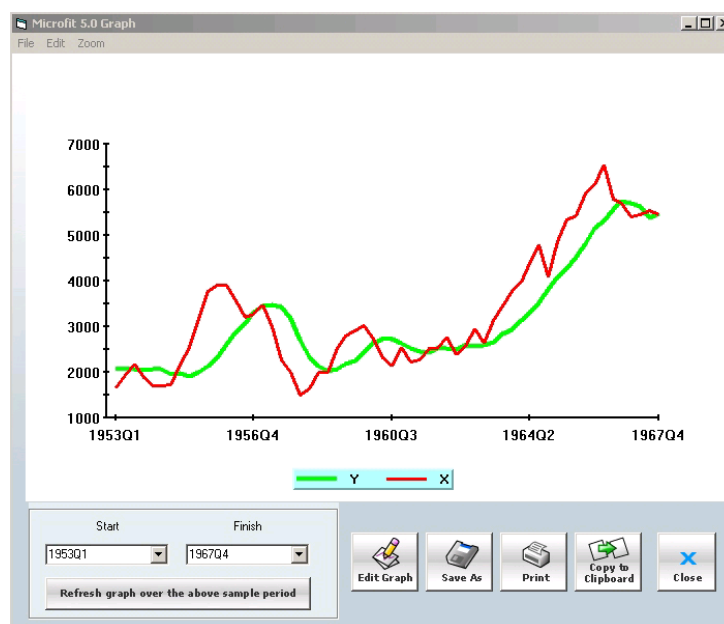 Microfit 5.0 Graph
File Edit Zoom
7000
6000
5000
4000
3000
2000
1000
1953Q1 1956Q4 1960Q3 1964Q2 1967Q4
Y X
Start Finish
1953Q1 1967Q4
Refresh graph over the above sample period
Edit Graph
Save As
Print
Copy to
Clipboard
Close